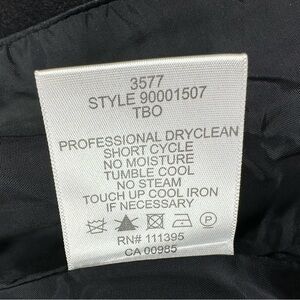 3577
STYLE 90001507
TBO
PROFESSIONAL DRYCLEAN
SHORT CYCLE
NO MOISTURE
TUMBLE COOL
NO STEAM
TOUCH UP COOL IRON
IF NECESSARY
P
RN# 111395
CA 00985